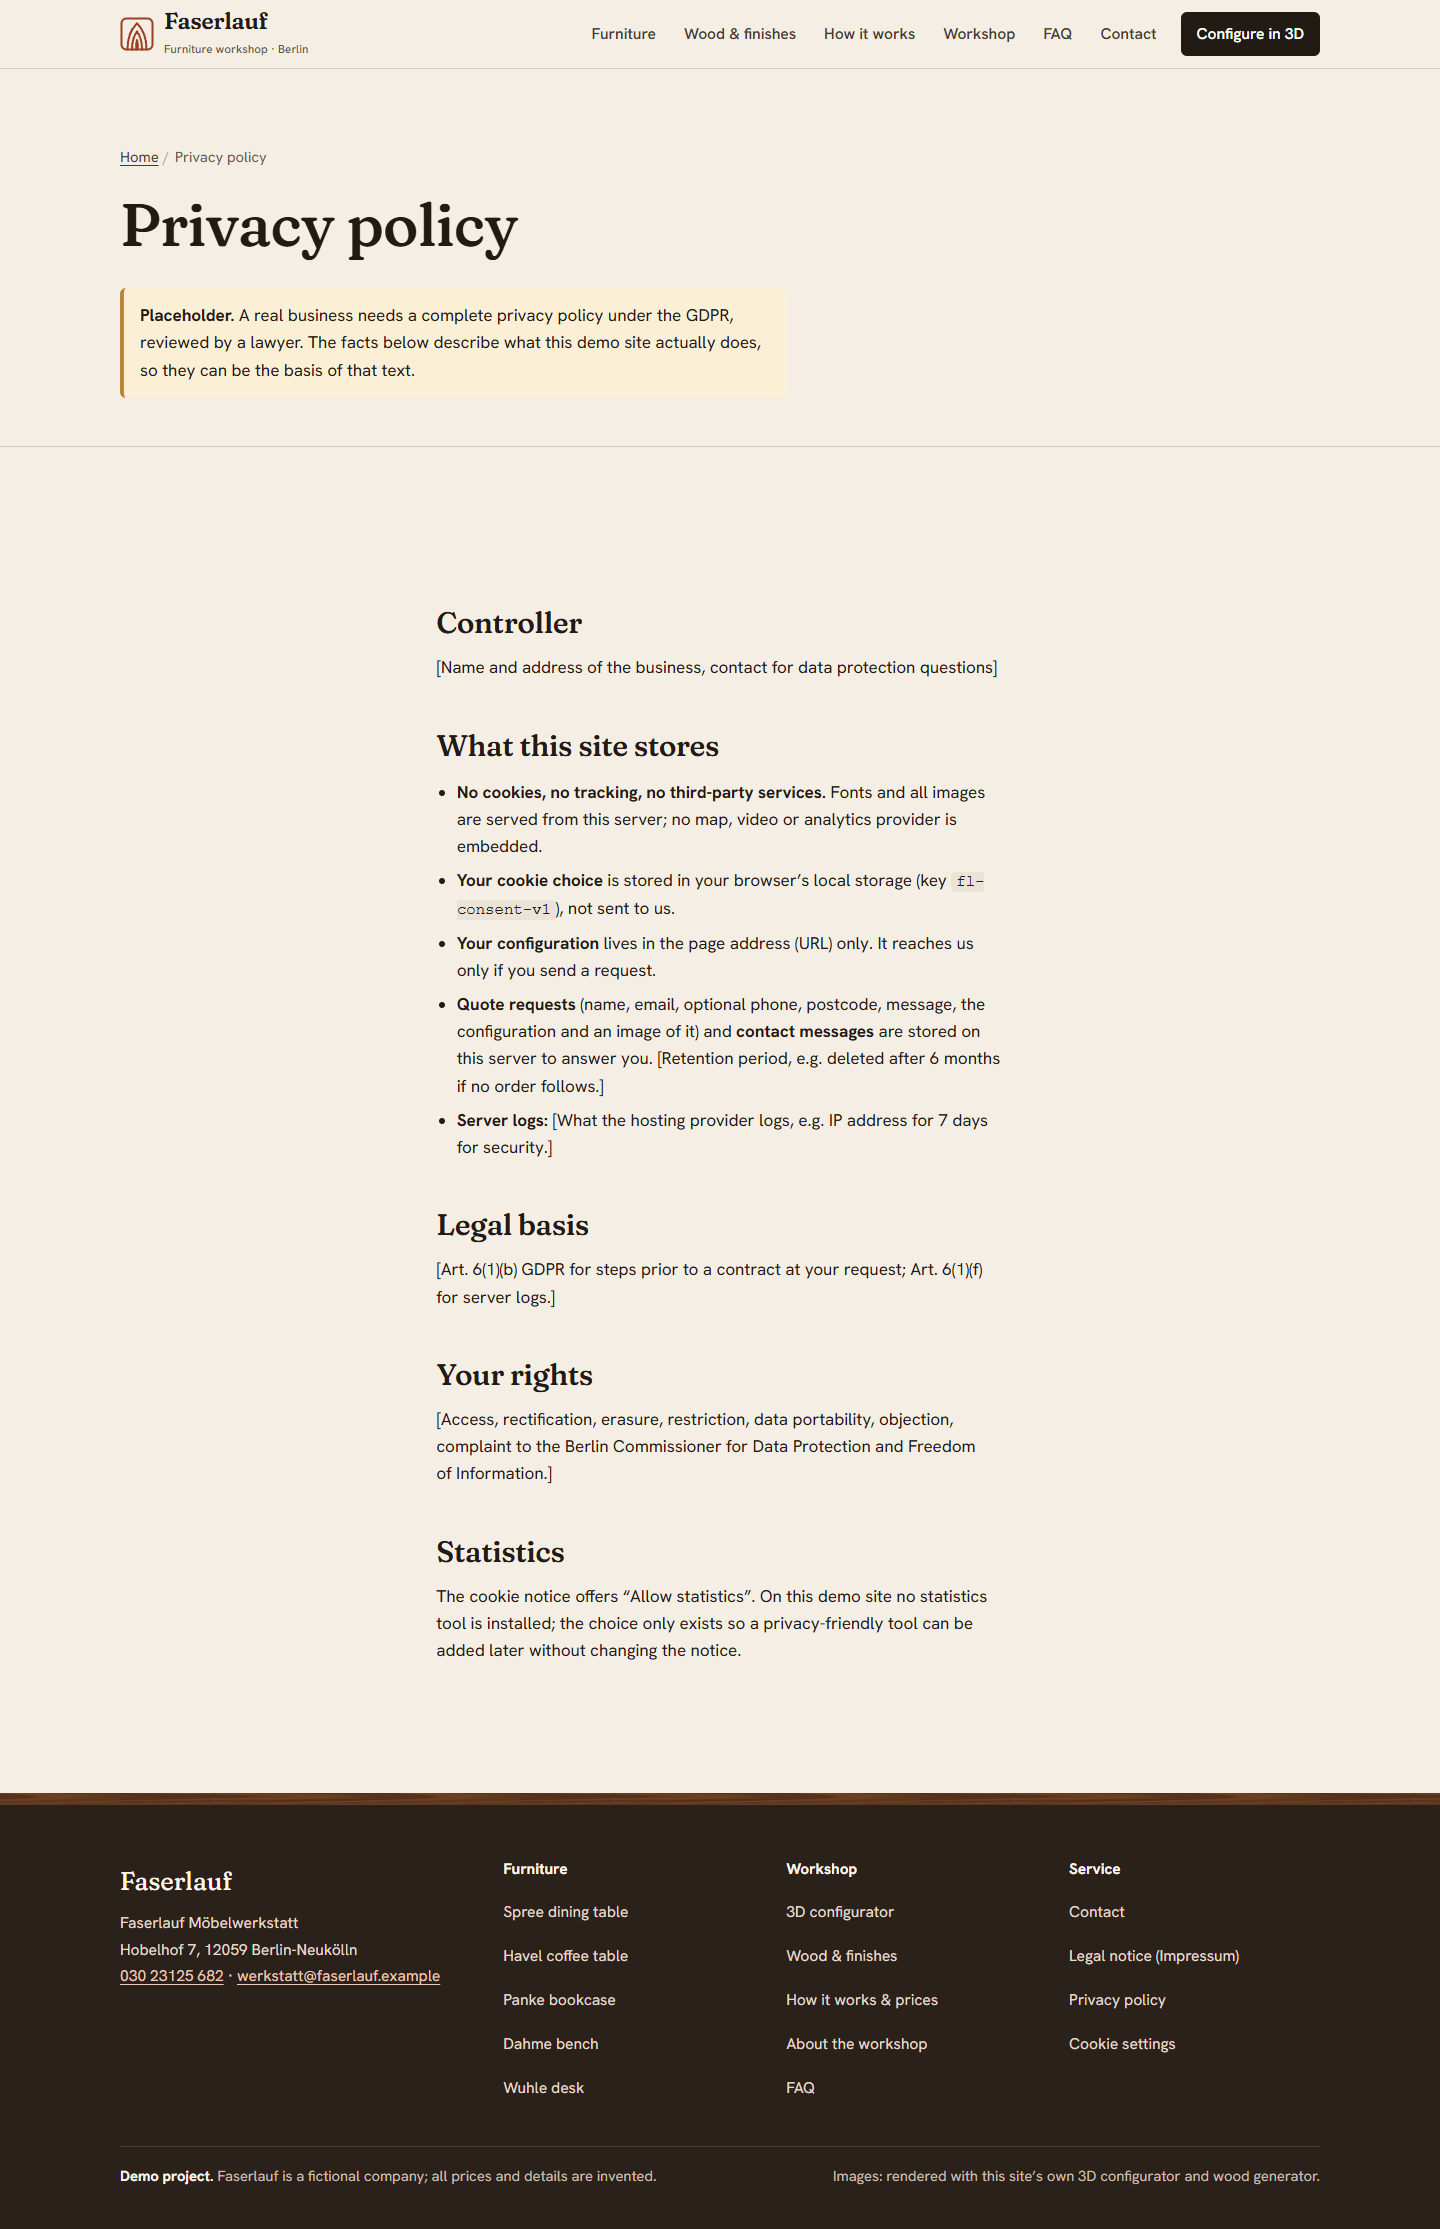 Faserlauf
Furniture workshop · Berlin
Furniture
Wood & finishes
How it works
Workshop
FAQ
Contact
Configure in 3D
Home / Privacy policy
Privacy policy
Placeholder. A real business needs a complete privacy policy under the GDPR,
reviewed by a lawyer. The facts below describe what this demo site actually does,
so they can be the basis of that text.
Controller
[Name and address of the business, contact for data protection questions]
What this site stores
• No cookies, no tracking, no third-party services. Fonts and all images
are served from this server; no map, video or analytics provider is
embedded.
• Your cookie choice is stored in your browser’s local storage (key fl-
consent-v1), not sent to us.
• Your configuration lives in the page address (URL) only. It reaches us
only if you send a request.
• Quote requests (name, email, optional phone, postcode, message, the
configuration and an image of it) and contact messages are stored on
this server to answer you. [Retention period, e.g. deleted after 6 months
if no order follows.]
• Server logs: [What the hosting provider logs, e.g. IP address for 7 days
for security.]
Legal basis
[Art. 6(1)(b) GDPR for steps prior to a contract at your request; Art. 6(1)(f)
for server logs.]
Your rights
[Access, rectification, erasure, restriction, data portability, objection,
complaint to the Berlin Commissioner for Data Protection and Freedom
of Information.]
Statistics
The cookie notice offers “Allow statistics”. On this demo site no statistics
tool is installed; the choice only exists so a privacy-friendly tool can be
added later without changing the notice.
Faserlauf
Faserlauf Möbelwerkstatt
Hobelhof 7, 12059 Berlin-Neukölln
030 23125 682 · werkstatt@faserlauf.example
Furniture
Spree dining table
Havel coffee table
Panke bookcase
Dahme bench
Wuhle desk
Workshop
3D configurator
Wood & finishes
How it works & prices
About the workshop
FAQ
Service
Contact
Legal notice (Impressum)
Privacy policy
Cookie settings
Demo project. Faserlauf is a fictional company; all prices and details are invented.
Images: rendered with this site’s own 3D configurator and wood generator.